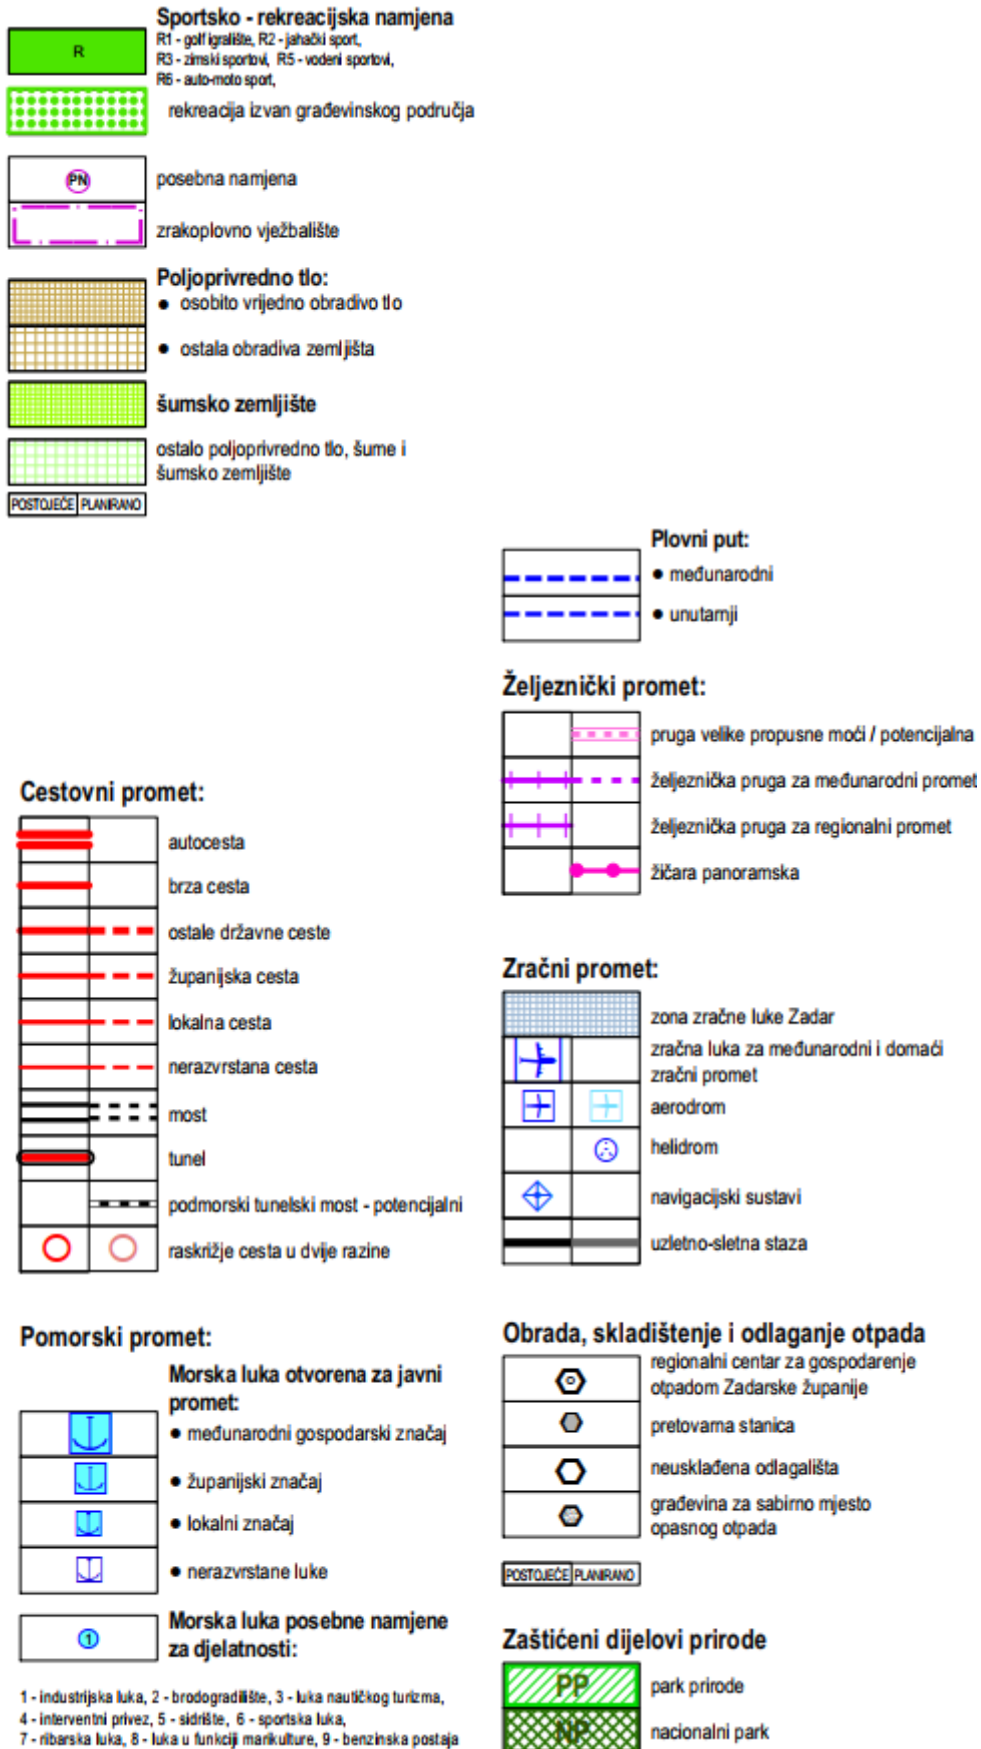 Sportsko - rekreacijska namjena
R
R1 - golf igralište, R2 - jahački sport,
R3 - zimski sportovi, R5 - vodeni sportovi,
R6 - auto-moto sport,
rekreacija izvan građevinskog područja
PN
posebna namjena
zrakoplovno vježbalište
Poljoprivredno tlo:
● osobito vrijedno obradivo tlo
● ostala obradiva zemljišta
šumsko zemljište
ostalo poljoprivredno tlo, šume i
šumsko zemljište
POSTOJEĆE PLANIRANO
Plovni put:
● međunarodni
● unutarnji
Željeznički promet:
pruga velike propusne moći / potencijalna
željeznička pruga za međunarodni promet
željeznička pruga za regionalni promet
žičara panoramska
Cestovni promet:
autocesta
brza cesta
ostale državne ceste
županijska cesta
lokalna cesta
nerazvrstana cesta
most
tunel
podmorski tunelski most - potencijalni
raskrižje cesta u dvije razine
Zračni promet:
zona zračne luke Zadar
zračna luka za međunarodni i domaći
zračni promet
aerodrom
helidrom
navigacijski sustavi
uzletno-sletna staza
Pomorski promet:
Morska luka otvorena za javni
promet:
● međunarodni gospodarski značaj
● županijski značaj
● lokalni značaj
● nerazvrstane luke
1
Morska luka posebne namjene
za djelatnosti:
1 - industrijska luka, 2 - brodogradilište, 3 - luka nautičkog turizma,
4 - interventni privez, 5 - sidrište, 6 - sportska luka,
7 - ribarska luka, 8 - luka u funkciji marikulture, 9 - benzinska postaja
Obrada, skladištenje i odlaganje otpada
regionalni centar za gospodarenje
otpadom Zadarske županije
pretovarna stanica
neusklađena odlagališta
građevina za sabirno mjesto
opasnog otpada
POSTOJEĆE PLANIRANO
Zaštićeni dijelovi prirode
PP
park prirode
NP
nacionalni park